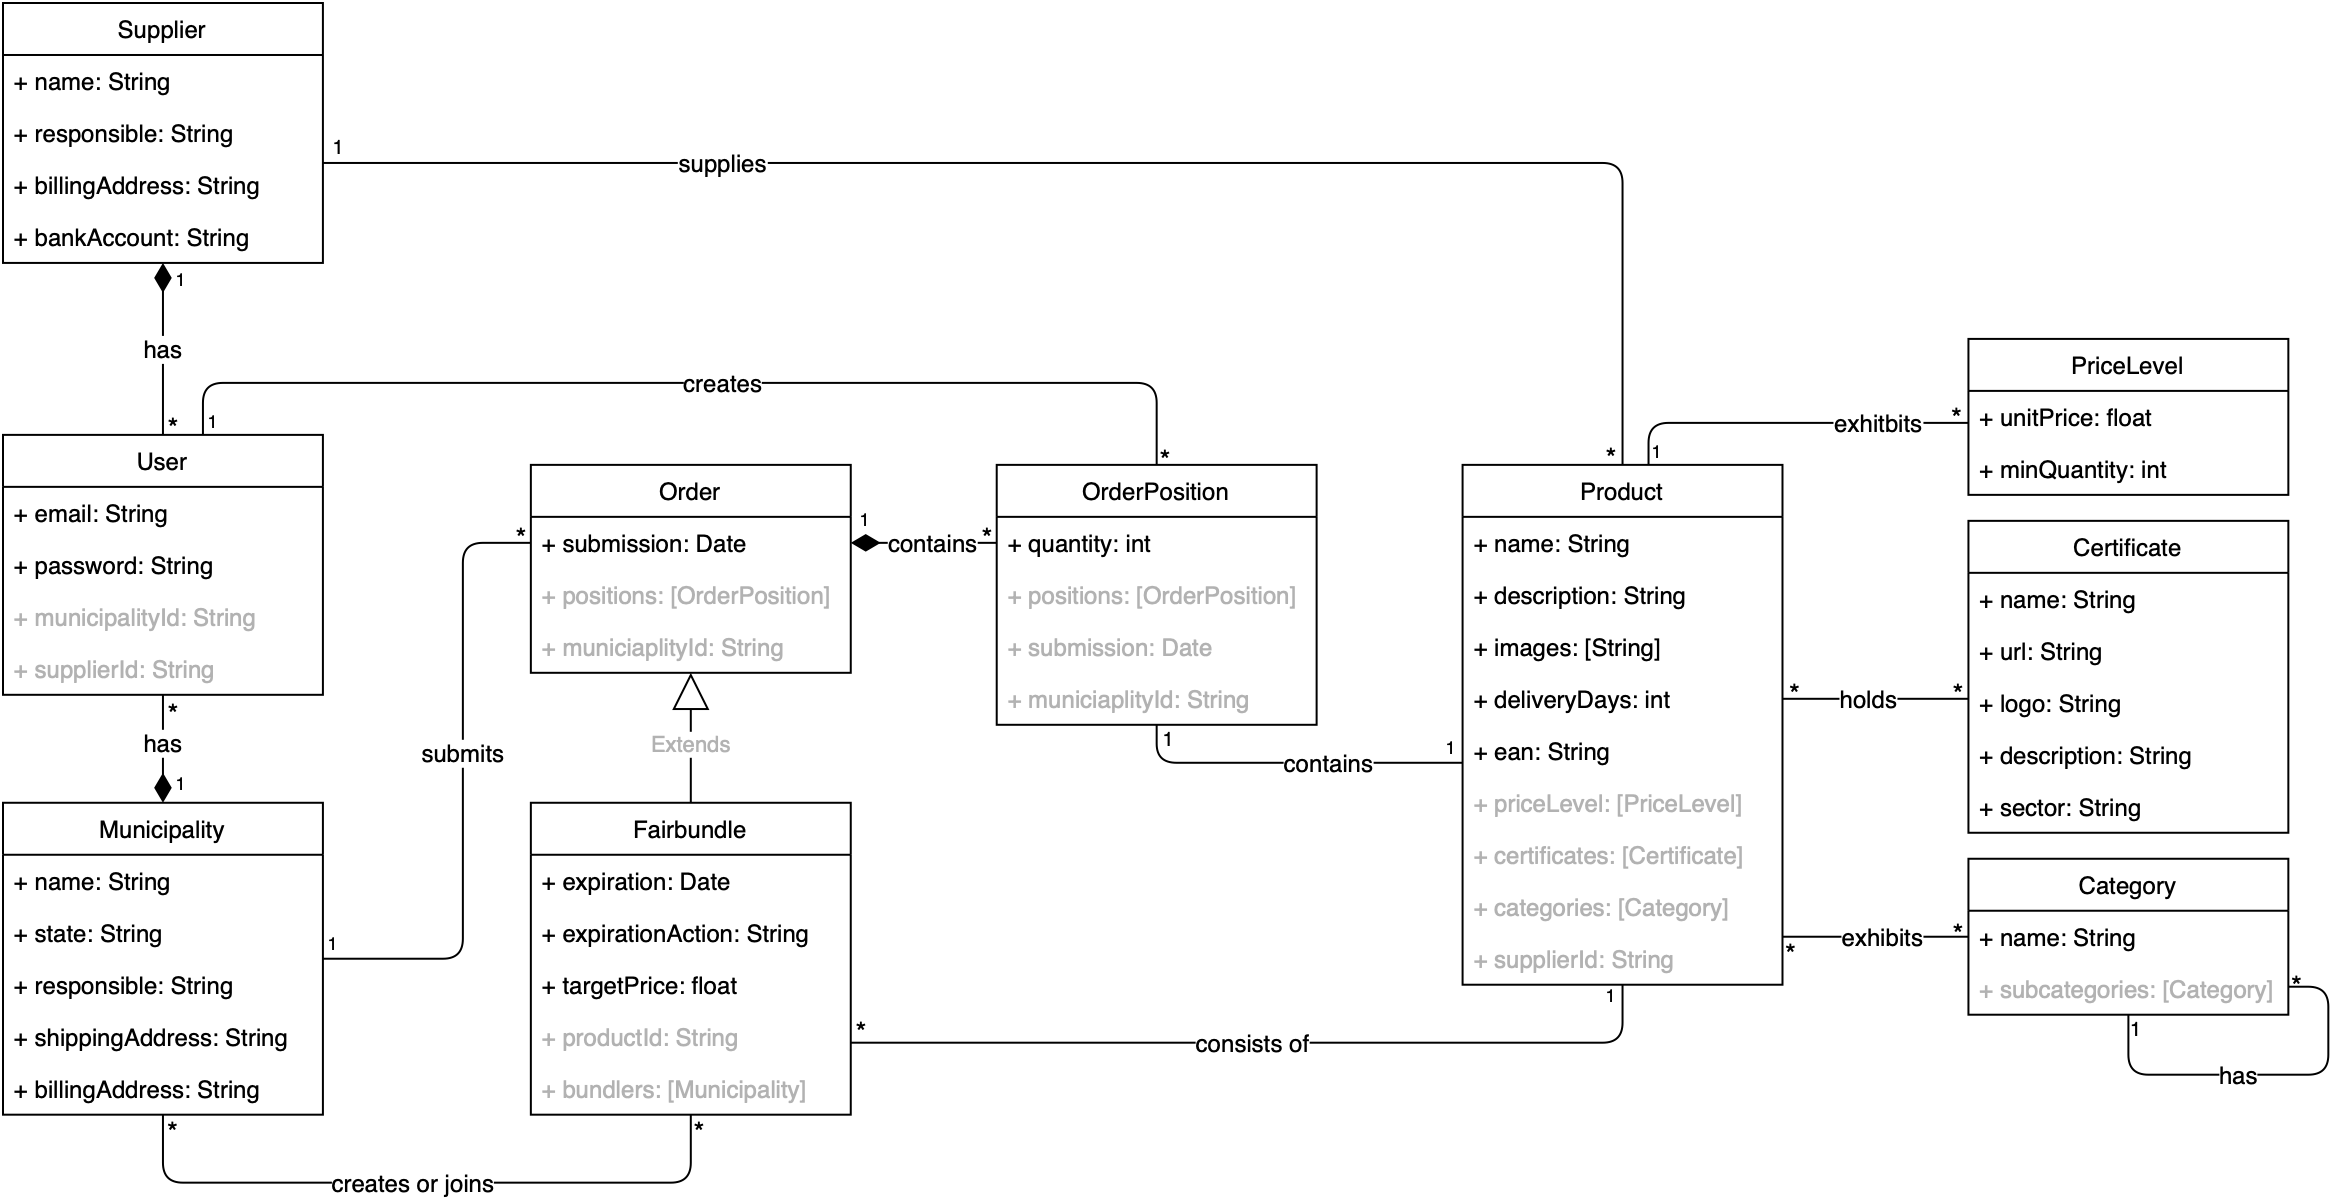 Supplier
+ name: String
+ responsible: String
+ billingAddress: String
+ bankAccount: String
1
supplies
*
1
has
*
1
creates
*
User
+ email: String
+ password: String
+ municipalityId: String
+ supplierId: String
*
has
1
Municipality
+ name: String
+ state: String
+ responsible: String
+ shippingAddress: String
+ billingAddress: String
1
submits
*
*
creates or joins
*
Order
+ submission: Date
+ positions: [OrderPosition]
+ municiaplityId: String
Extends
1
contains
*
Fairbundle
+ expiration: Date
+ expirationAction: String
+ targetPrice: float
+ productId: String
+ bundlers: [Municipality]
*
consists of
1
OrderPosition
+ quantity: int
+ positions: [OrderPosition]
+ submission: Date
+ municiaplityId: String
1
contains
1
Product
+ name: String
+ description: String
+ images: [String]
+ deliveryDays: int
+ ean: String
+ priceLevel: [PriceLevel]
+ certificates: [Certificate]
+ categories: [Category]
+ supplierId: String
1
exhitbits
*
PriceLevel
+ unitPrice: float
+ minQuantity: int
*
holds
*
Certificate
+ name: String
+ url: String
+ logo: String
+ description: String
+ sector: String
*
exhibits
*
Category
+ name: String
+ subcategories: [Category]
*
1
has